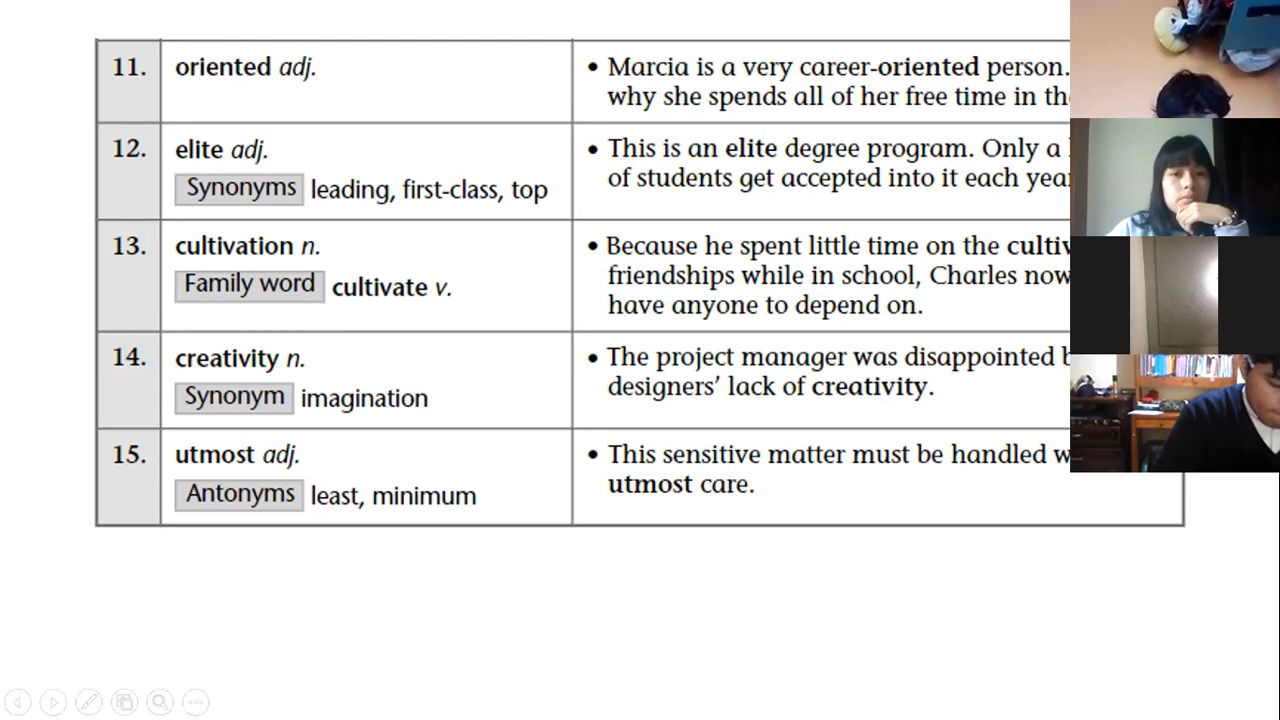 11.
oriented adj.
• Marcia is a very career-oriented person.
why she spends all of her free time in
12.
elite adj.
Synonyms leading, first-class, top
• This is an elite degree program. Only a
of students get accepted into it each
13.
cultivation n.
Family word cultivate v.
• Because he spent little time on the
friendships while in school, Charles now
have anyone to depend on.
14.
creativity n.
Synonym imagination
• The project manager was disappointed
designers’ lack of creativity.
15.
utmost adj.
Antonyms least, minimum
• This sensitive matter must be handled
utmost care.